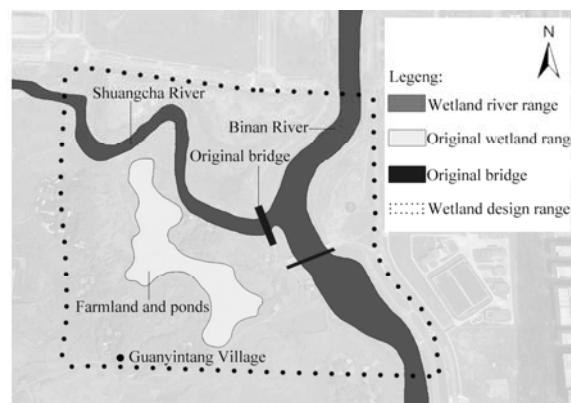 N
Legeng:
Wetland river range
Original wetland range
Original bridge
Wetland design range
Shuangcha River
Binan River
Original bridge
Farmland and ponds
Guanyintang Village